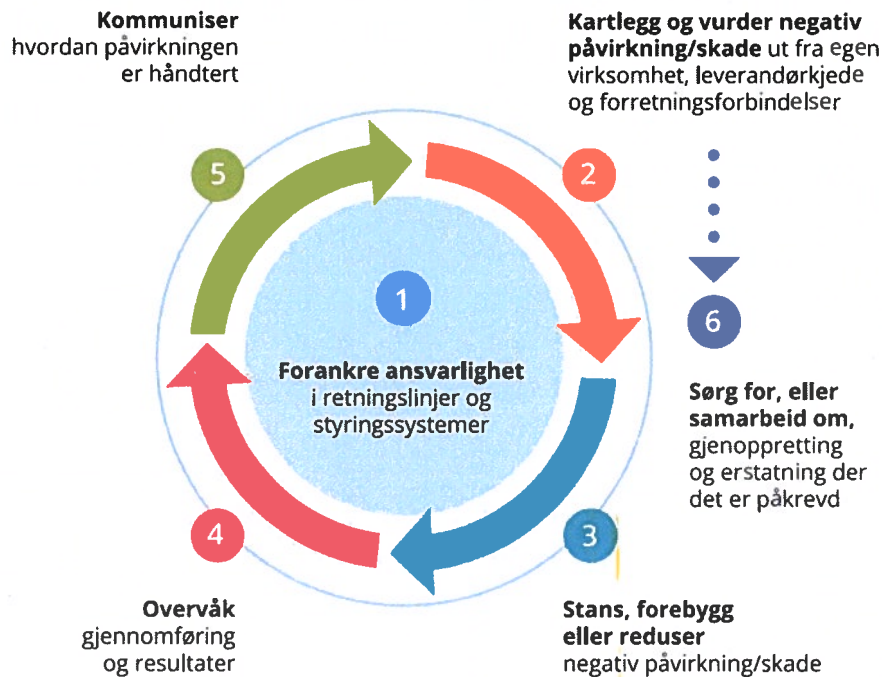 Kommuniser
hvordan påvirkningen
er håndtert
Kartlegg og vurder negativ
påvirkning/skade ut fra egen
virksomhet, leverandørkjede
og forretningsforbindelser
5
2
1
6
Forankre ansvarlighet
i retningslinjer og
styringssystemer
Sørg for, eller
samarbeid om,
gjenoppretting
og erstatning der
det er påkrevd
4
3
Overvåk
gjennomføring
og resultater
Stans, forebygg
eller reduser
negativ påvirkning/skade